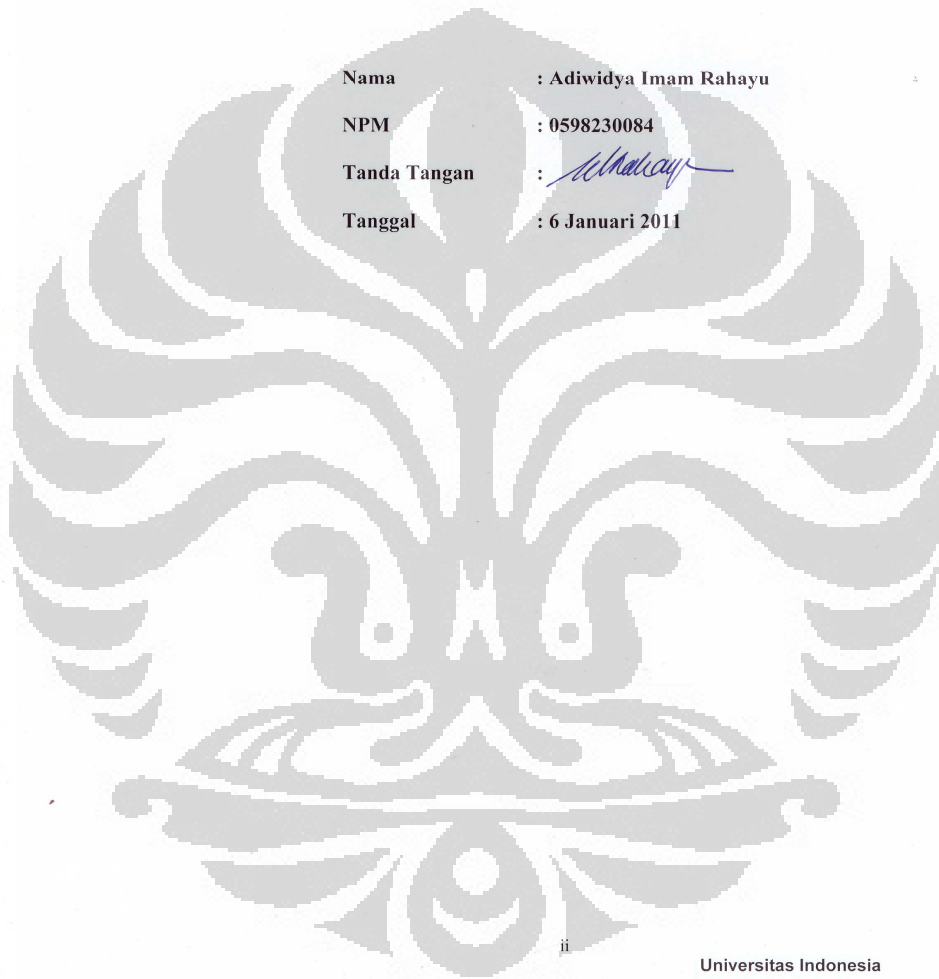 Nama : Adiwidya Imam Rahayu
NPM : 0598230084
Tanda Tangan :
Tanggal : 6 Januari 2011
ii
Universitas Indonesia